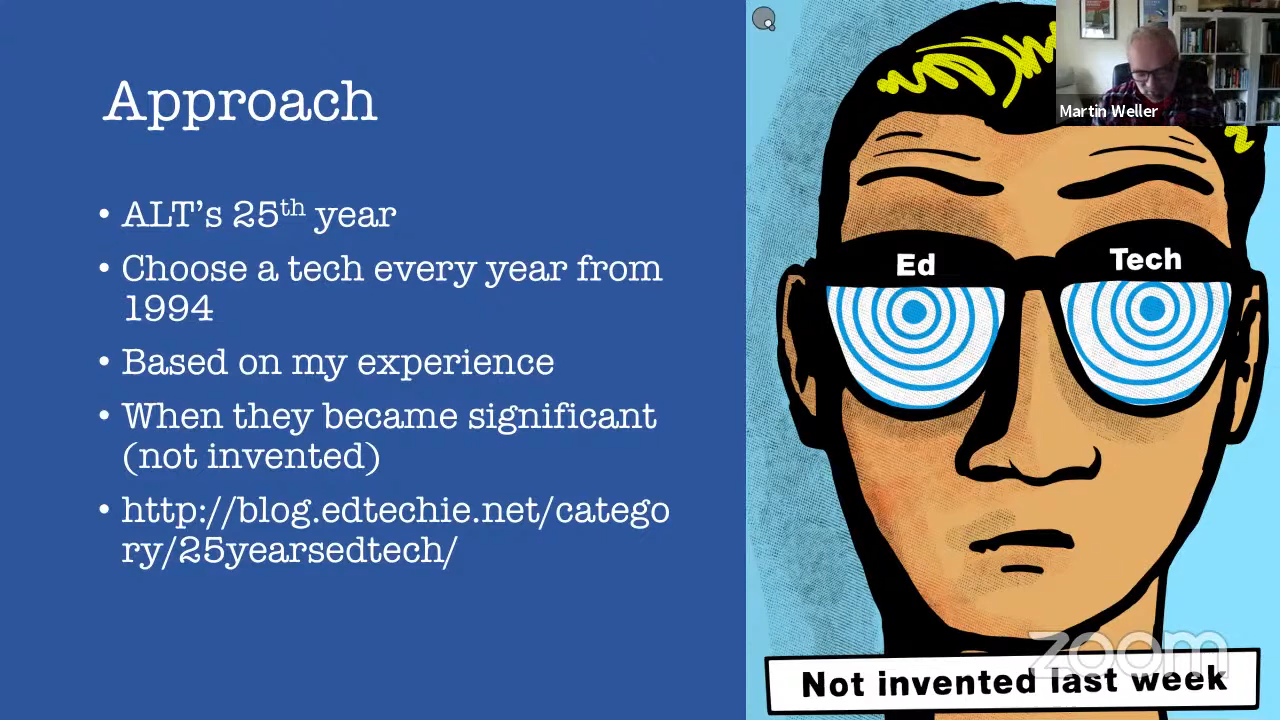 Approach
• ALT's 25th year
• Choose a tech every year from
1994
• Based on my experience
• When they became significant
(not invented)
• http://blog.edtechie.net/catego
ry/25yearsedtech/
Martin Weller
Ed Tech
zoom
Not invented last week